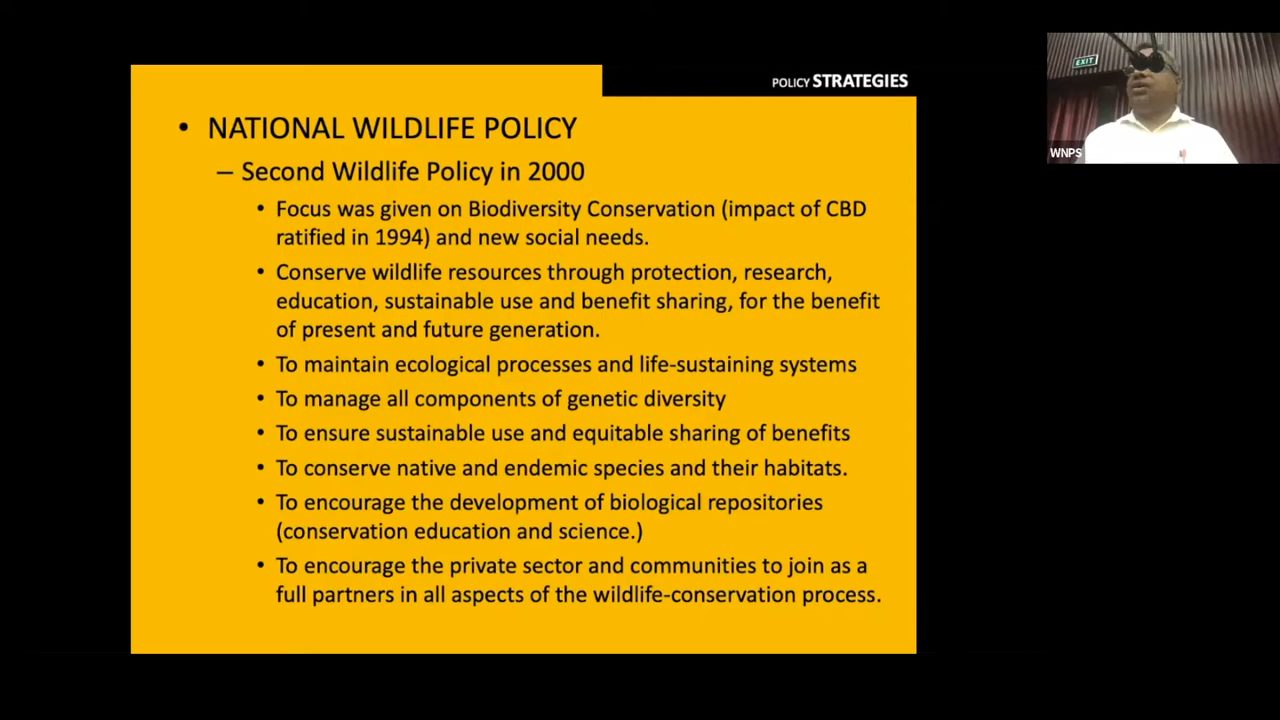 POLICY STRATEGIES
• NATIONAL WILDLIFE POLICY
– Second Wildlife Policy in 2000
• Focus was given on Biodiversity Conservation (impact of CBD
ratified in 1994) and new social needs.
• Conserve wildlife resources through protection, research,
education, sustainable use and benefit sharing, for the benefit
of present and future generation.
• To maintain ecological processes and life-sustaining systems
• To manage all components of genetic diversity
• To ensure sustainable use and equitable sharing of benefits
• To conserve native and endemic species and their habitats.
• To encourage the development of biological repositories
(conservation education and science.)
• To encourage the private sector and communities to join as a
full partners in all aspects of the wildlife-conservation process.
EXIT
WNPS